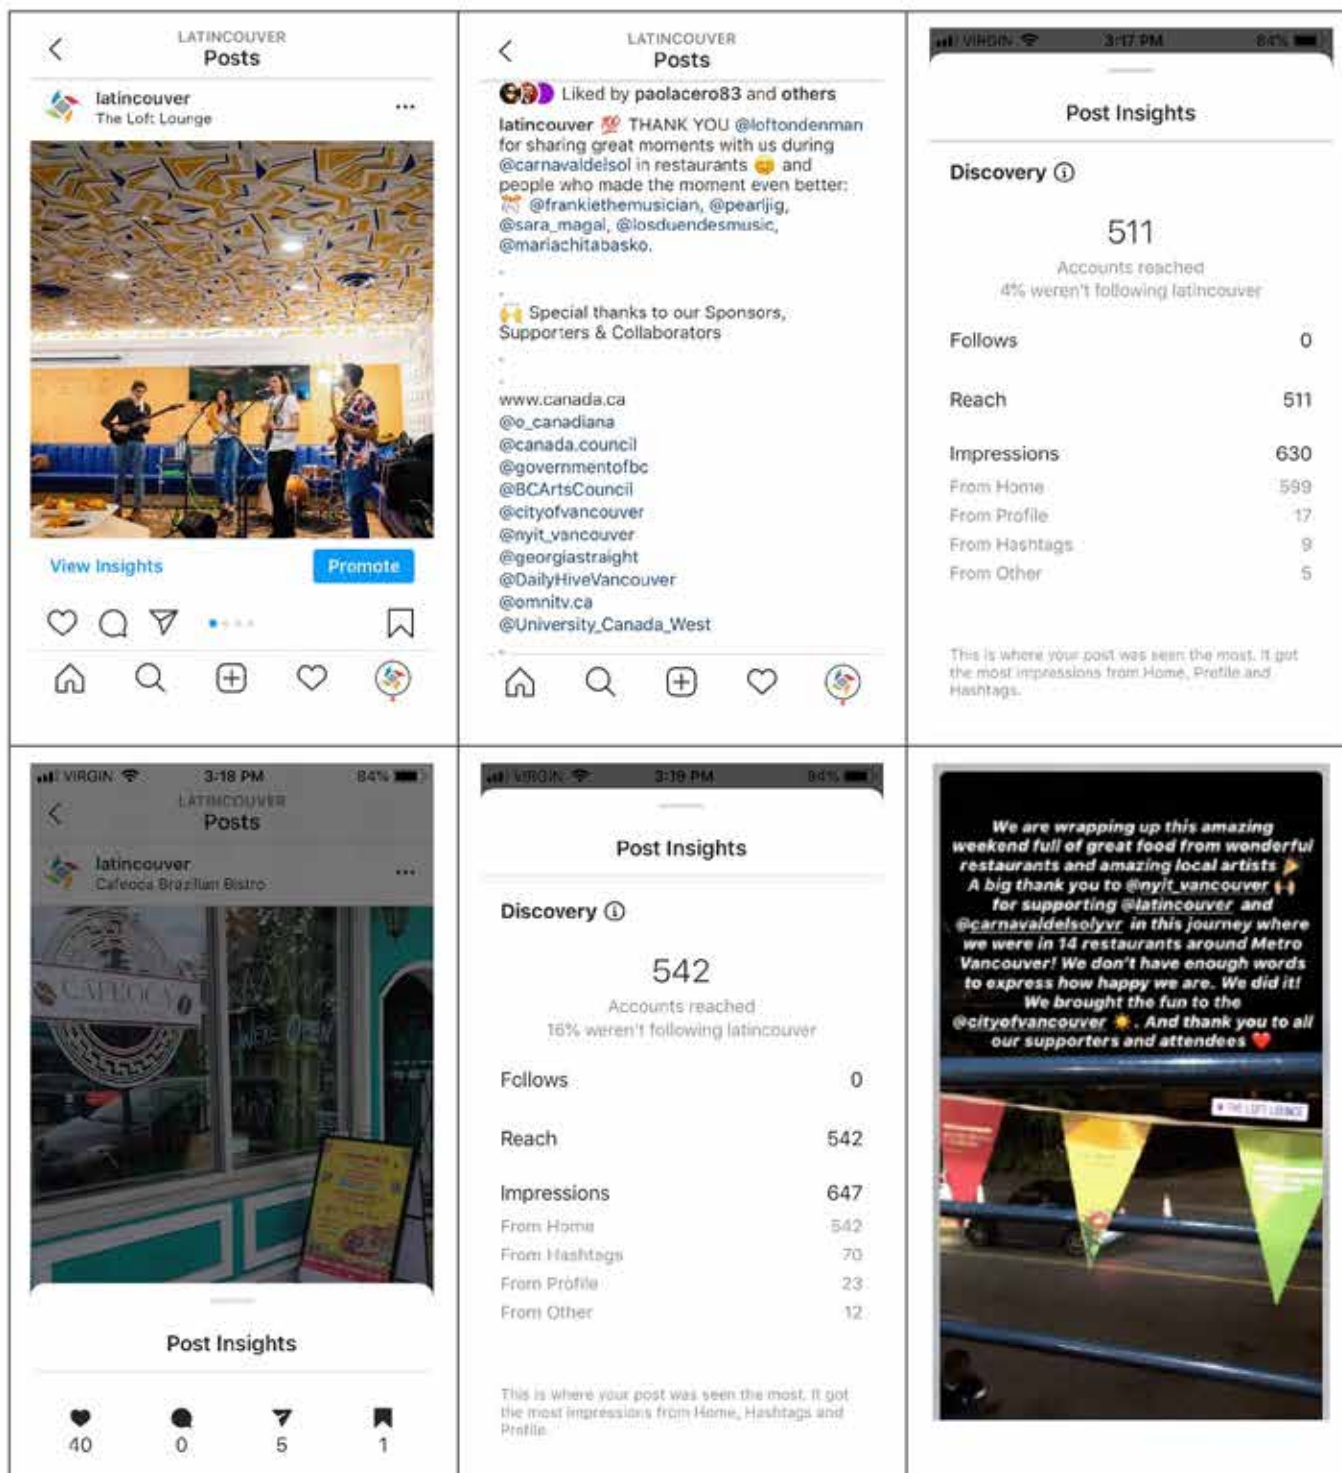 LATINCOUVER
Posts
latincouver
The Loft Lounge
View Insights
Promote
LATINCOUVER
Posts
Liked by paolacero83 and others
latincouver 💯 THANK YOU @loftondenman
for sharing great moments with us during
@carnavaldelsol in restaurants and
people who made the moment even better:
@frankiethemusician, @pearljig,
@sara_magal, @losduendesmusic,
@mariachitabasko.
.
.
🙌 Special thanks to our Sponsors,
Supporters & Collaborators
.
.
www.canada.ca
@o_canadiana
@canada.council
@governmentofbc
@BCArtsCouncil
@cityofvancouver
@nyit_vancouver
@georgiastraight
@DailyHiveVancouver
@omnitv.ca
@University_Canada_West
.
VIRGIN 3:17 PM 84%
Post Insights
Discovery
511
Accounts reached
4% weren't following latincouver
Follows 0
Reach 511
Impressions 630
From Home 599
From Profile 17
From Hashtags 9
From Other 5
This is where your post was seen the most. It got
the most impressions from Home, Profile and
Hashtags.
VIRGIN 3:18 PM 84%
LATINCOUVER
Posts
latincouver
Cafeoca Brazilian Bistro
CAFEOCA
WE'RE OPEN
Post Insights
40 0 5 1
VIRGIN 3:19 PM 84%
Post Insights
Discovery
542
Accounts reached
16% weren't following latincouver
Follows 0
Reach 542
Impressions 647
From Home 542
From Hashtags 70
From Profile 23
From Other 12
This is where your post was seen the most. It got
the most impressions from Home, Hashtags and
Profile.
We are wrapping up this amazing
weekend full of great food from wonderful
restaurants and amazing local artists 🎉
A big thank you to @nyit_vancouver 🙌
for supporting @latincouver and
@carnavaldelsolyvr in this journey where
we were in 14 restaurants around Metro
Vancouver! We don't have enough words
to express how happy we are. We did it!
We brought the fun to the
@cityofvancouver ☀️. And thank you to all
our supporters and attendees ❤️
THE LOFT LOUNGE